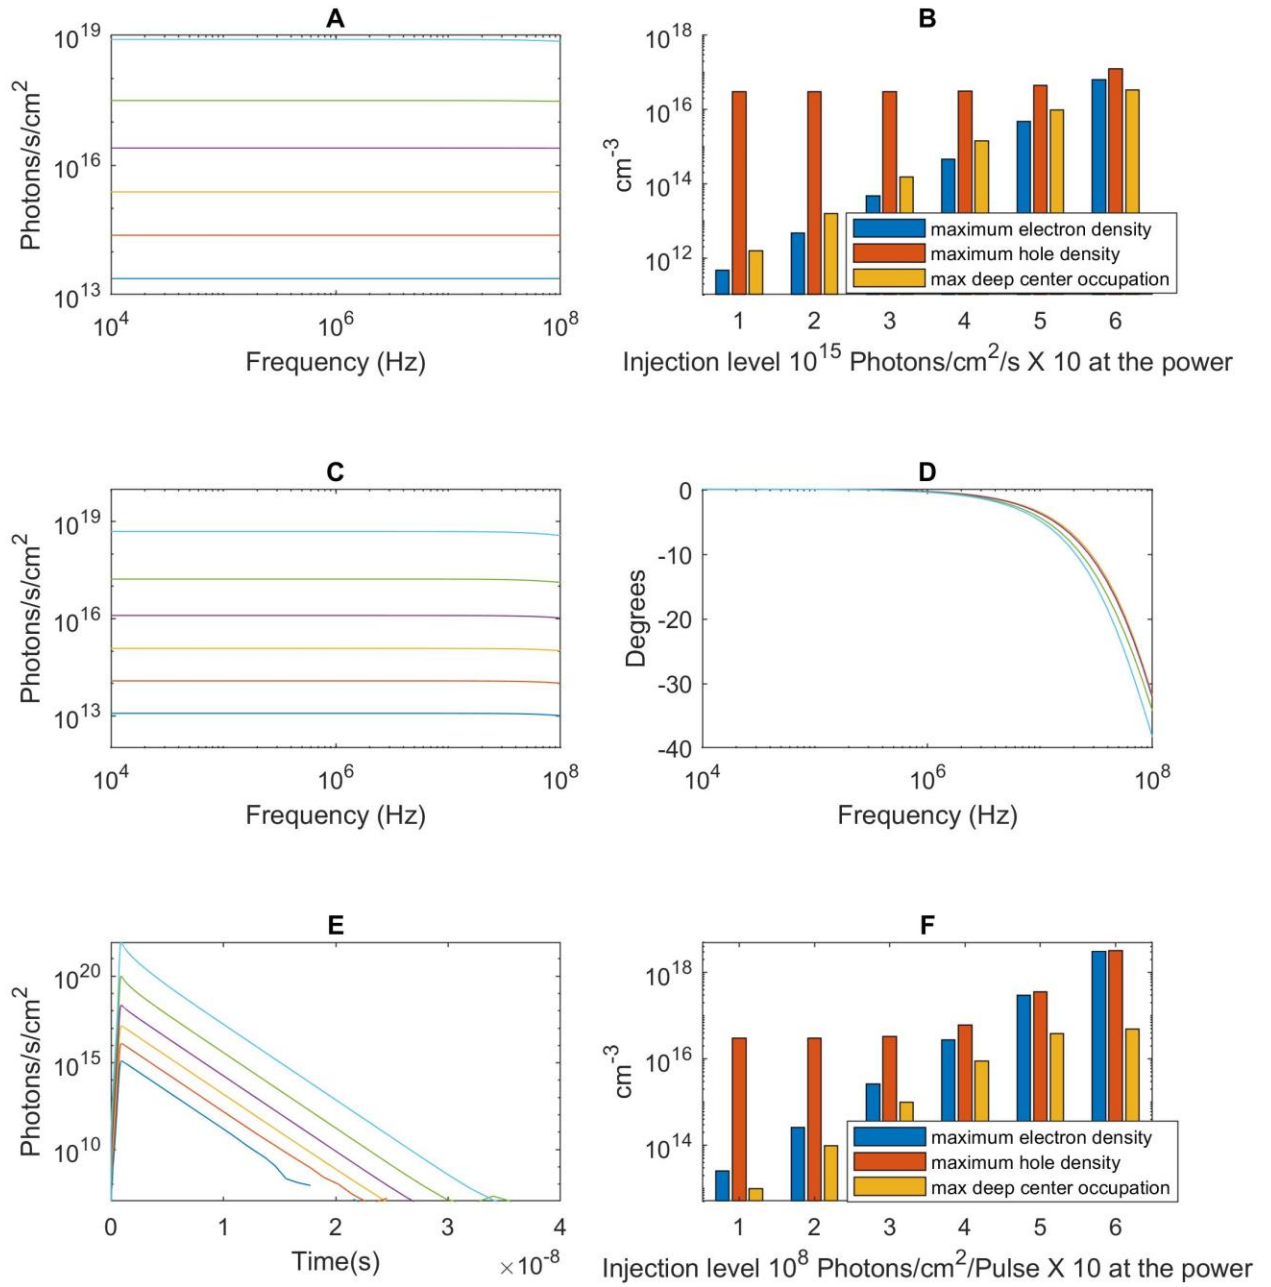 A
10^19
10^16
10^13
Photons/s/cm^2
10^4 10^6 10^8
Frequency (Hz)
B
10^18
10^16
10^14
10^12
cm^-3
maximum electron density
maximum hole density
max deep center occupation
1 2 3 4 5 6
Injection level 10^15 Photons/cm^2/s X 10 at the power
C
10^19
10^16
10^13
Photons/s/cm^2
10^4 10^6 10^8
Frequency (Hz)
D
0
-10
-20
-30
-40
Degrees
10^4 10^6 10^8
Frequency (Hz)
E
10^20
10^15
10^10
Photons/s/cm^2
0 1 2 3 4
Time(s)
×10^-8
F
10^18
10^16
10^14
cm^-3
maximum electron density
maximum hole density
max deep center occupation
1 2 3 4 5 6
Injection level 10^8 Photons/cm^2/Pulse X 10 at the power